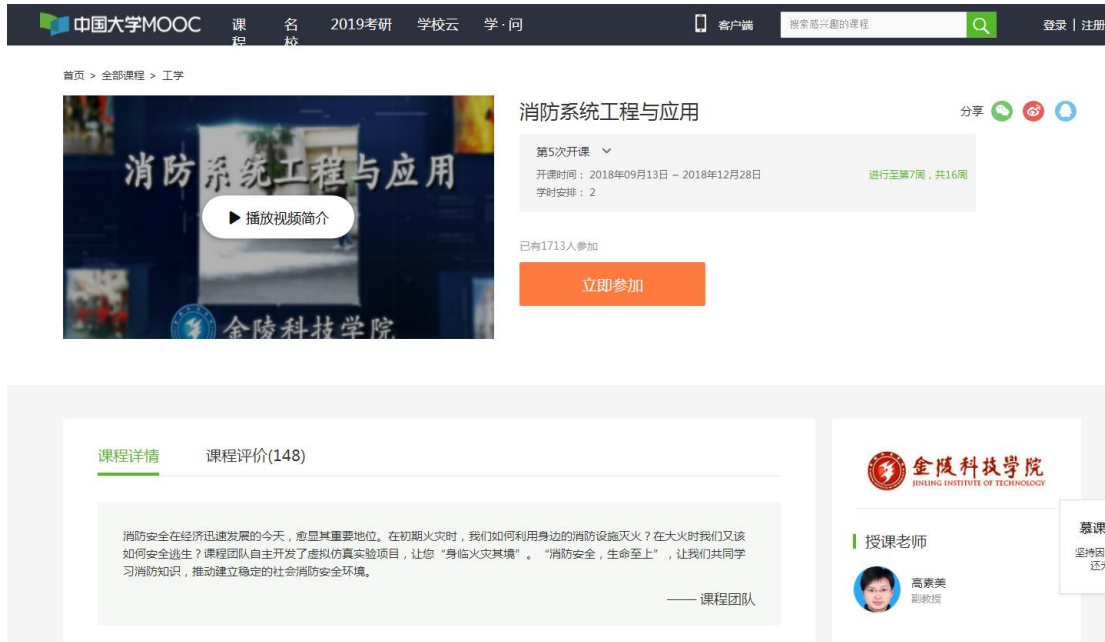 中国大学MOOC
课程
名校
2019考研
学校云
学·问
客户端
搜索感兴趣的课程
登录 | 注册
首页 > 全部课程 > 工学
消防系统工程与应用
播放视频简介
金陵科技学院
消防系统工程与应用
分享
第5次开课
开课时间： 2018年09月13日 ~ 2018年12月28日
进行至第7周，共16周
学时安排： 2
已有1713人参加
立即参加
课程详情
课程评价(148)
消防安全在经济迅速发展的今天，愈显其重要地位。在初期火灾时，我们如何利用身边的消防设施灭火？在大火时我们又该
如何安全逃生？课程团队自主开发了虚拟仿真实验项目，让您“身临火灾其境”。“消防安全，生命至上”，让我们共同学
习消防知识，推动建立稳定的社会消防安全环境。
—— 课程团队
金陵科技學院
JINLING INSTITUTE OF TECHNOLOGY
授课老师
高素美
副教授
慕课
坚持因
还为